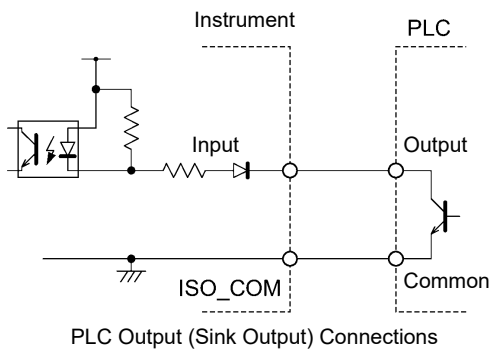 Instrument
PLC
Input
Output
ISO_COM
Common
PLC Output (Sink Output) Connections